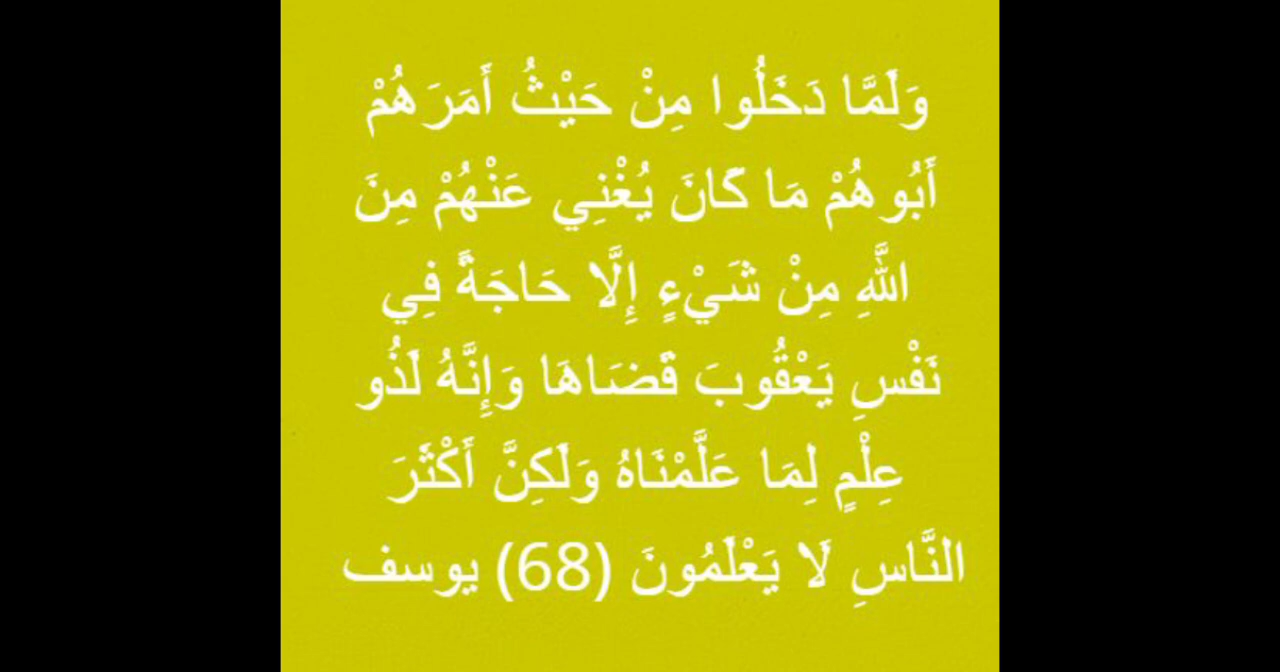 وَلَمَّا دَخَلُوا مِنْ حَيْثُ أَمَرَهُمْ
أَبُوهُمْ مَا كَانَ يُغْنِي عَنْهُمْ مِنَ
اللَّهِ مِنْ شَيْءٍ إِلَّا حَاجَةً فِي
نَفْسِ يَعْقُوبَ قَضَاهَا وَإِنَّهُ لَذُو
عِلْمٍ لِمَا عَلَّمْنَاهُ وَلَكِنَّ أَكْثَرَ
النَّاسِ لَا يَعْلَمُونَ (68) يوسف